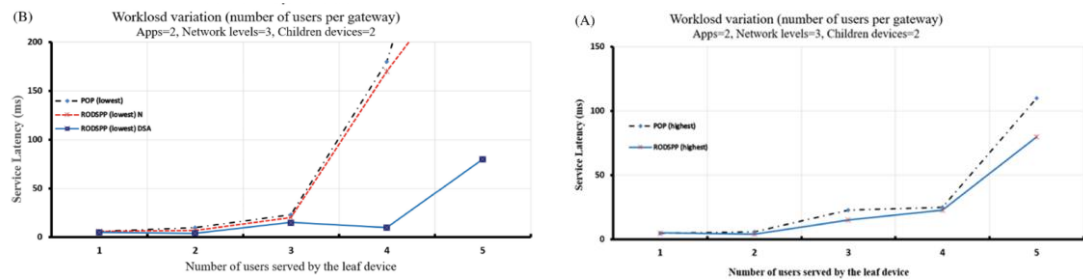 (B)
Worklosd variation (number of users per gateway)
Apps=2, Network levels=3, Children devices=2
200
150
100
50
0
1 2 3 4 5
POP (lowest)
RODSPP (lowest) N
RODSPP (lowest) DSA
Service Latency (ms)
Number of users served by the leaf device
(A)
Worklosd variation (number of users per gateway)
Apps=2, Network levels=3, Children devices=2
150
100
50
0
1 2 3 4 5
POP (highest)
RODSPP (highest)
Service Latency (ms)
Number of users served by the leaf device